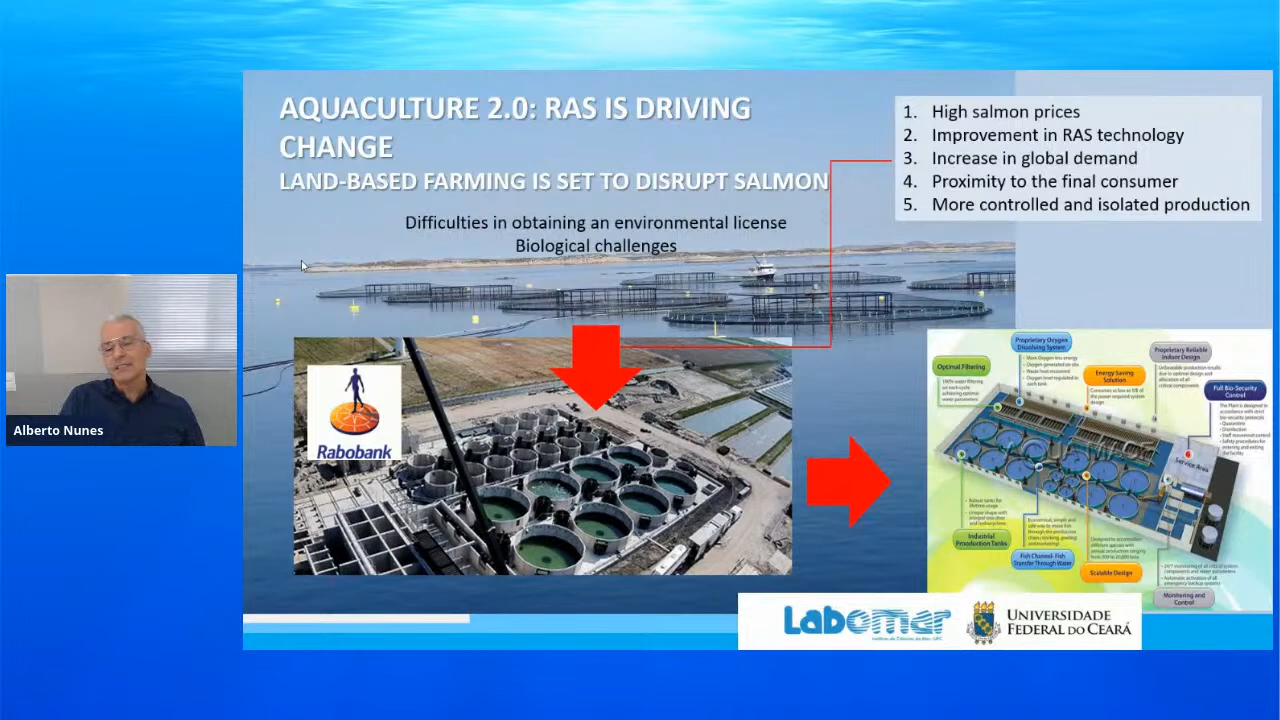 AQUACULTURE 2.0: RAS IS DRIVING
CHANGE
LAND-BASED FARMING IS SET TO DISRUPT SALMON
Difficulties in obtaining an environmental license
Biological challenges
1. High salmon prices
2. Improvement in RAS technology
3. Increase in global demand
4. Proximity to the final consumer
5. More controlled and isolated production
Alberto Nunes
Rabobank
Proprietary Oxygen
Dissolving System
Proprietary Reliable
Indoor Design
Optimal Filtering
Energy Saving
Solution
Full Bio-Security
Control
Service Area
Industrial
Production Tanks
Fish Channel- Fish
Transfer Through Water
Scalable Design
Monitoring and
Control
Labomar
UNIVERSIDADE
FEDERAL DO CEARÁ